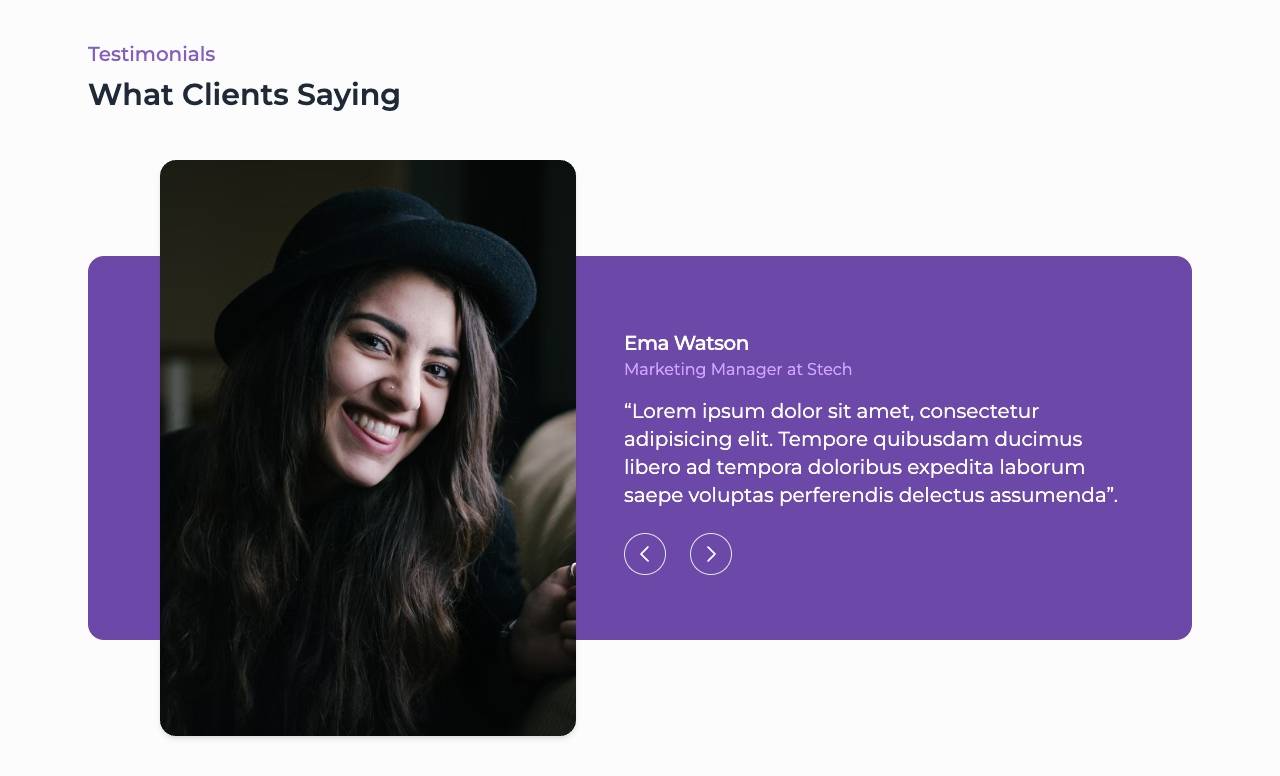 Testimonials
What Clients Saying
Ema Watson
Marketing Manager at Stech
“Lorem ipsum dolor sit amet, consectetur
adipisicing elit. Tempore quibusdam ducimus
libero ad tempora doloribus expedita laborum
saepe voluptas perferendis delectus assumenda”.